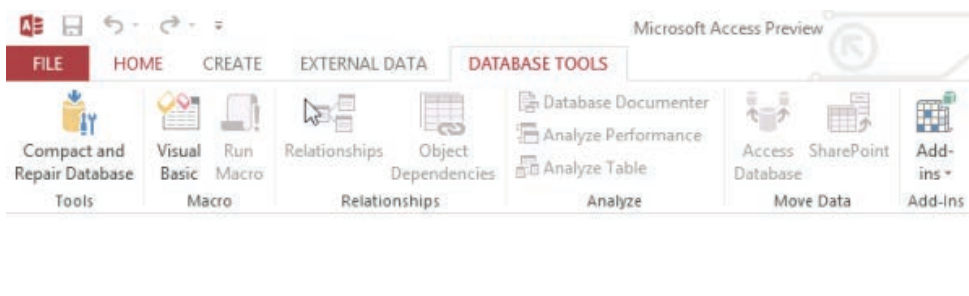 Microsoft Access Preview
FILE HOME CREATE EXTERNAL DATA DATABASE TOOLS
Compact and
Repair Database
Tools
Visual
Basic
Run
Macro
Macro
Relationships
Object
Dependencies
Relationships
Database Documenter
Analyze Performance
Analyze Table
Analyze
Access
Database
SharePoint
Move Data
Add-
ins
Add-Ins